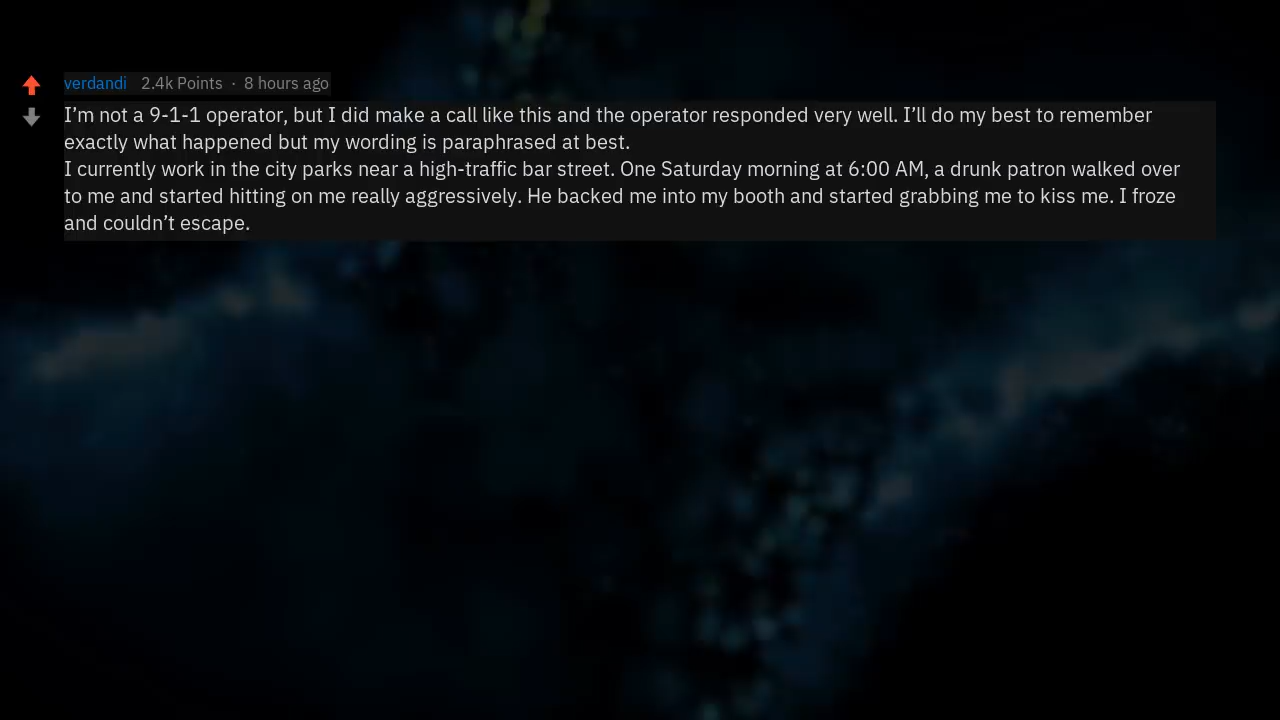 verdandi 2.4k Points · 8 hours ago
I’m not a 9-1-1 operator, but I did make a call like this and the operator responded very well. I’ll do my best to remember
exactly what happened but my wording is paraphrased at best.
I currently work in the city parks near a high-traffic bar street. One Saturday morning at 6:00 AM, a drunk patron walked over
to me and started hitting on me really aggressively. He backed me into my booth and started grabbing me to kiss me. I froze
and couldn’t escape.